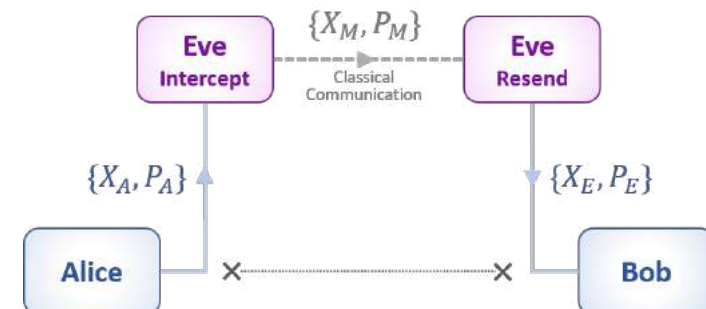 Eve
Intercept
{X_M, P_M}
Classical
Communication
Eve
Resend
{X_A, P_A}
{X_E, P_E}
Alice
Bob